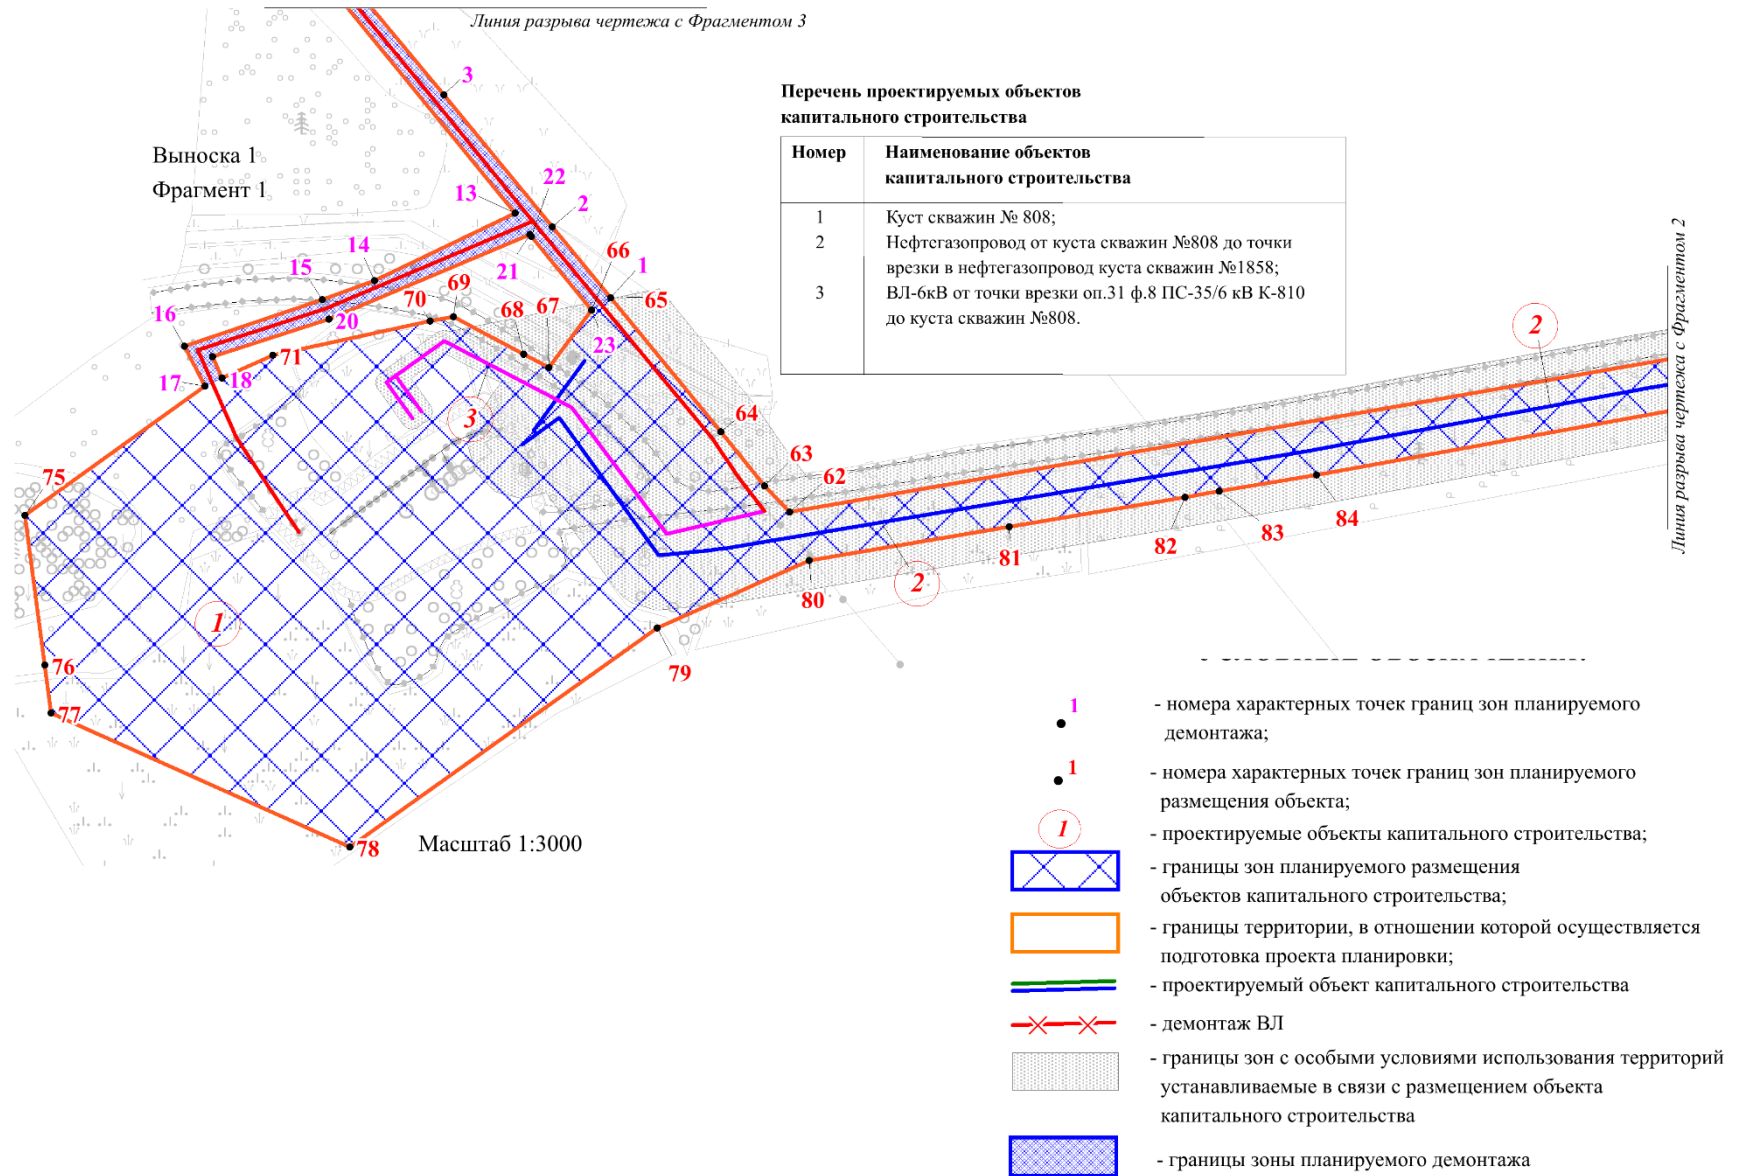 Линия разрыва чертежа с Фрагментом 3
3
Перечень проектируемых объектов
капитального строительства
Номер
Наименование объектов
капитального строительства
1
Куст скважин № 808;
2
Нефтегазопровод от куста скважин №808 до точки
врезки в нефтегазопровод куста скважин №1858;
3
ВЛ-6кВ от точки врезки оп.31 ф.8 ПС-35/6 кВ К-810
до куста скважин №808.
Выноска 1
Фрагмент 1
13
22
2
14
66
15
21
1
65
16
20
70
69
68
67
23
71
17
18
3
64
2
Линия разрыва чертежа с Фрагментом 2
75
63
62
84
83
82
81
2
80
1
79
76
77
78
Масштаб 1:3000
1
- номера характерных точек границ зон планируемого
демонтажа;
1
- номера характерных точек границ зон планируемого
размещения объекта;
1
- проектируемые объекты капитального строительства;
- границы зон планируемого размещения
объектов капитального строительства;
- границы территории, в отношении которой осуществляется
подготовка проекта планировки;
- проектируемый объект капитального строительства
- демонтаж ВЛ
- границы зон с особыми условиями использования территорий
устанавливаемые в связи с размещением объекта
капитального строительства
- границы зоны планируемого демонтажа